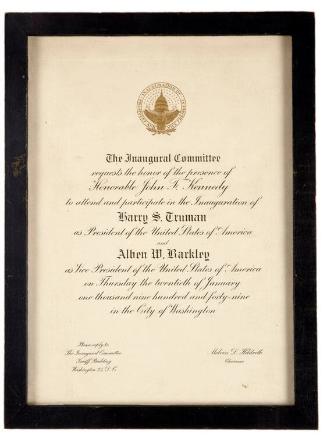 The Inaugural Committee
requests the honor of the presence of
Honorable John F. Kennedy
to attend and participate in the Inauguration of
Harry S. Truman
as President of the United States of America
and
Alben W. Barkley
as Vice President of the United States of America
on Thursday the twentieth of January
one thousand nine hundred and forty-nine
in the City of Washington
Please reply to
The Inaugural Committee
Tariff Building
Washington 25, D.C.
Melvin D. Hildreth
Chairman